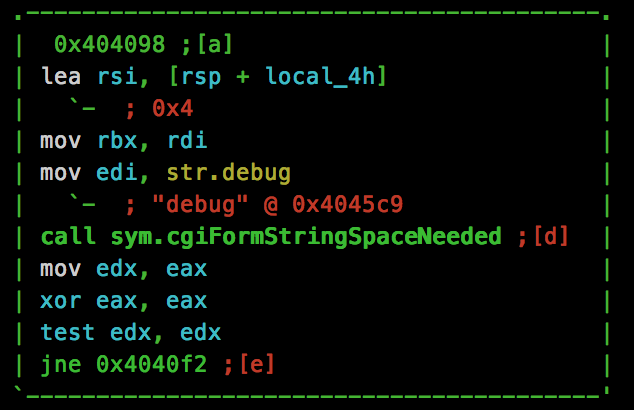 0x404098 ;[a]
lea rsi, [rsp + local_4h]
`- ; 0x4
mov rbx, rdi
mov edi, str.debug
`- ; "debug" @ 0x4045c9
call sym.cgiFormStringSpaceNeeded ;[d]
mov edx, eax
xor eax, eax
test edx, edx
jne 0x4040f2 ;[e]